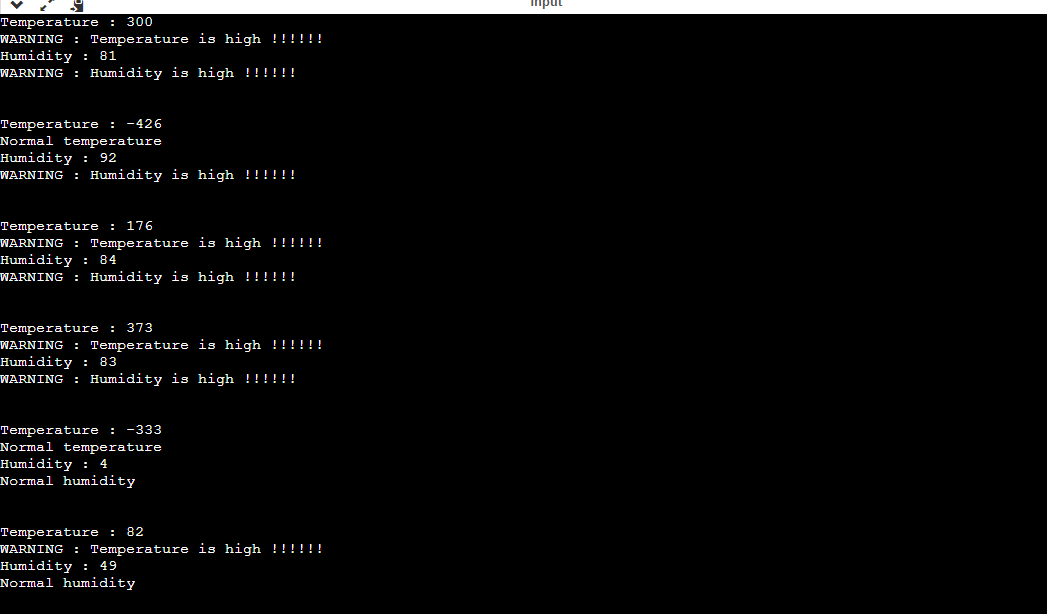 input
Temperature : 300
WARNING : Temperature is high !!!!!!
Humidity : 81
WARNING : Humidity is high !!!!!!
Temperature : -426
Normal temperature
Humidity : 92
WARNING : Humidity is high !!!!!!
Temperature : 176
WARNING : Temperature is high !!!!!!
Humidity : 84
WARNING : Humidity is high !!!!!!
Temperature : 373
WARNING : Temperature is high !!!!!!
Humidity : 83
WARNING : Humidity is high !!!!!!
Temperature : -333
Normal temperature
Humidity : 4
Normal humidity
Temperature : 82
WARNING : Temperature is high !!!!!!
Humidity : 49
Normal humidity